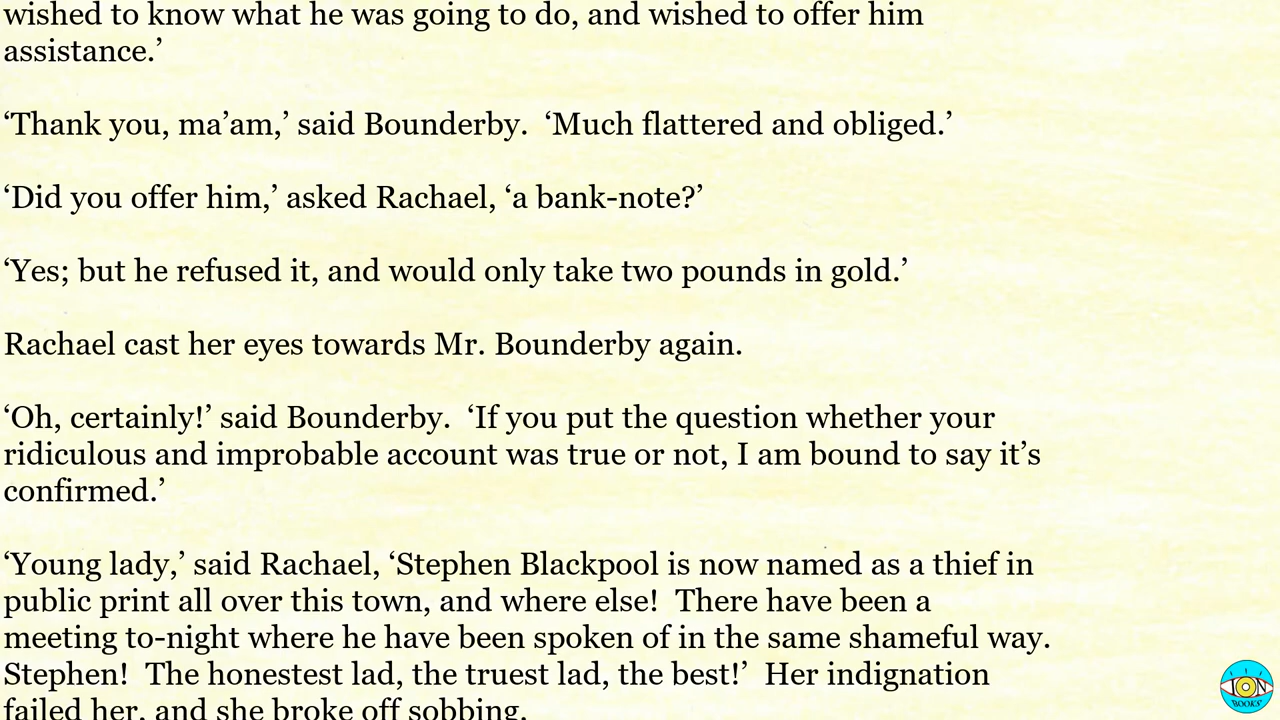 wished to know what he was going to do, and wished to offer him
assistance.’
‘Thank you, ma’am,’ said Bounderby.  ‘Much flattered and obliged.’
‘Did you offer him,’ asked Rachael, ‘a bank-note?’
‘Yes; but he refused it, and would only take two pounds in gold.’
Rachael cast her eyes towards Mr. Bounderby again.
‘Oh, certainly!’ said Bounderby.  ‘If you put the question whether your
ridiculous and improbable account was true or not, I am bound to say it’s
confirmed.’
‘Young lady,’ said Rachael, ‘Stephen Blackpool is now named as a thief in
public print all over this town, and where else!  There have been a
meeting to-night where he have been spoken of in the same shameful way.
Stephen!  The honestest lad, the truest lad, the best!’  Her indignation
failed her, and she broke off sobbing.
ION
BOOKS